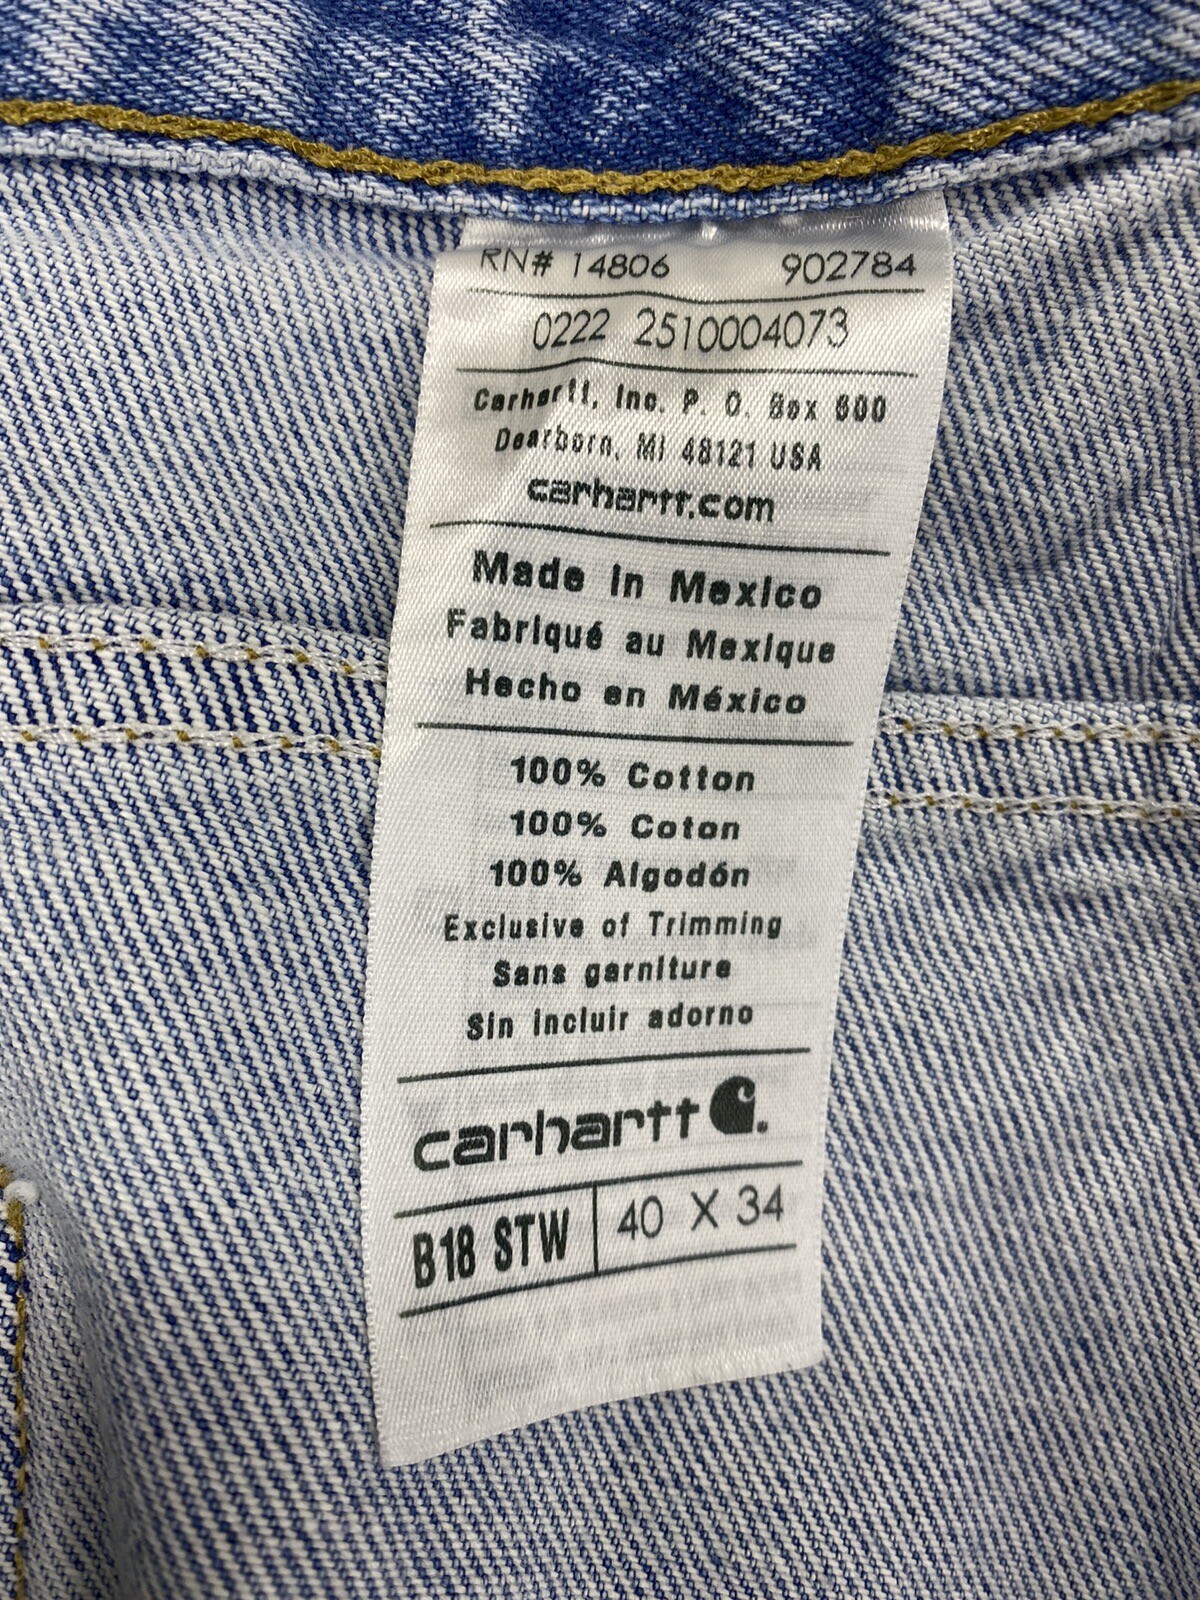 RN# 14806 902784
0222 2510004073
Carhartt, Inc. P. O. Box 600
Dearborn, MI 48121 USA
carhartt.com
Made in Mexico
Fabriqué au Mexique
Hecho en México
100% Cotton
100% Coton
100% Algodón
Exclusive of Trimming
Sans garniture
Sin incluir adorno
carhartt
B18 STW 40 X 34